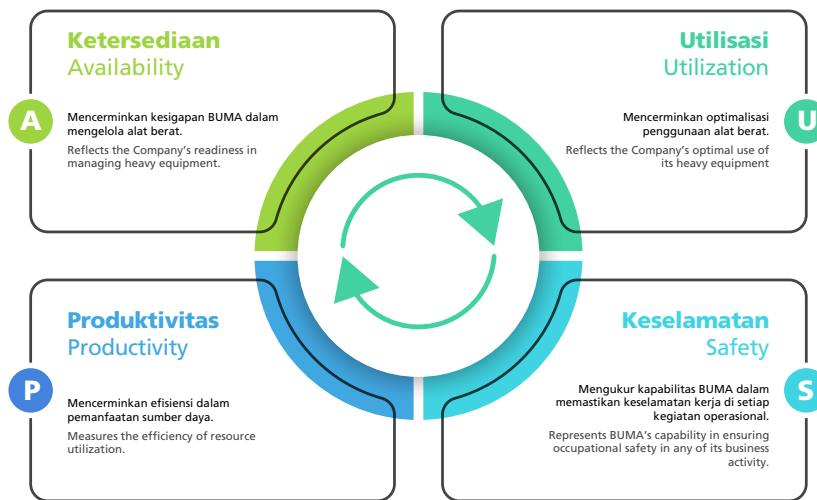 Ketersediaan
Availability
A
Mencerminkan kesigapan BUMA dalam
mengelola alat berat.
Reflects the Company's readiness in
managing heavy equipment.
Utilisasi
Utilization
U
Mencerminkan optimalisasi
penggunaan alat berat.
Reflects the Company's optimal use of
its heavy equipment
Produktivitas
Productivity
P
Mencerminkan efisiensi dalam
pemanfaatan sumber daya.
Measures the efficiency of resource
utilization.
Keselamatan
Safety
S
Mengukur kapabilitas BUMA dalam
memastikan keselamatan kerja di setiap
kegiatan operasional.
Represents BUMA's capability in ensuring
occupational safety in any of its business
activity.